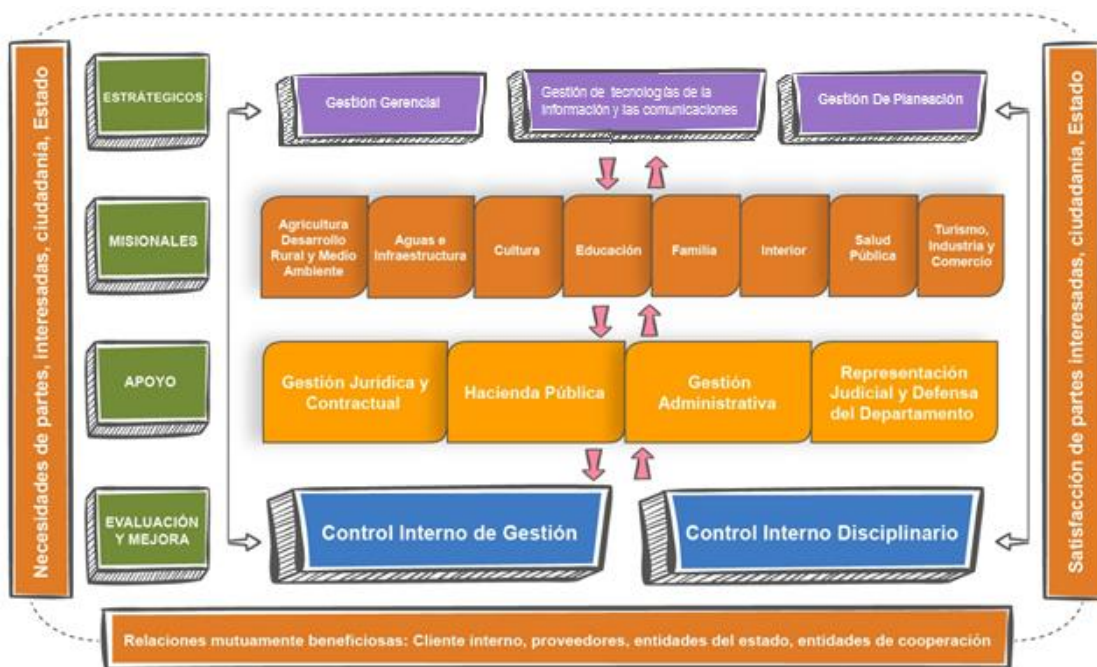 Necesidades de partes, interesadas, ciudadania, Estado
ESTRÁTEGICOS
Gestión Gerencial
Gestión de tecnologías de la
información y las comunicaciones
Gestión De Planeación
MISIONALES
Agricultura
Desarrollo
Rural y Medio
Ambiente
Aguas e
Infraestructura
Cultura
Educación
Familia
Interior
Salud
Pública
Turismo,
Industria y
Comercio
APOYO
Gestión Jurídica y
Contractual
Hacienda Pública
Gestión
Administrativa
Representación
Judicial y Defensa
del Departamento
EVALUACIÓN
Y MEJORA
Control Interno de Gestión
Control Interno Disciplinario
Satisfacción de partes interesadas, ciudadania, Estado
Relaciones mutuamente beneficiosas: Cliente interno, proveedores, entidades del estado, entidades de cooperación